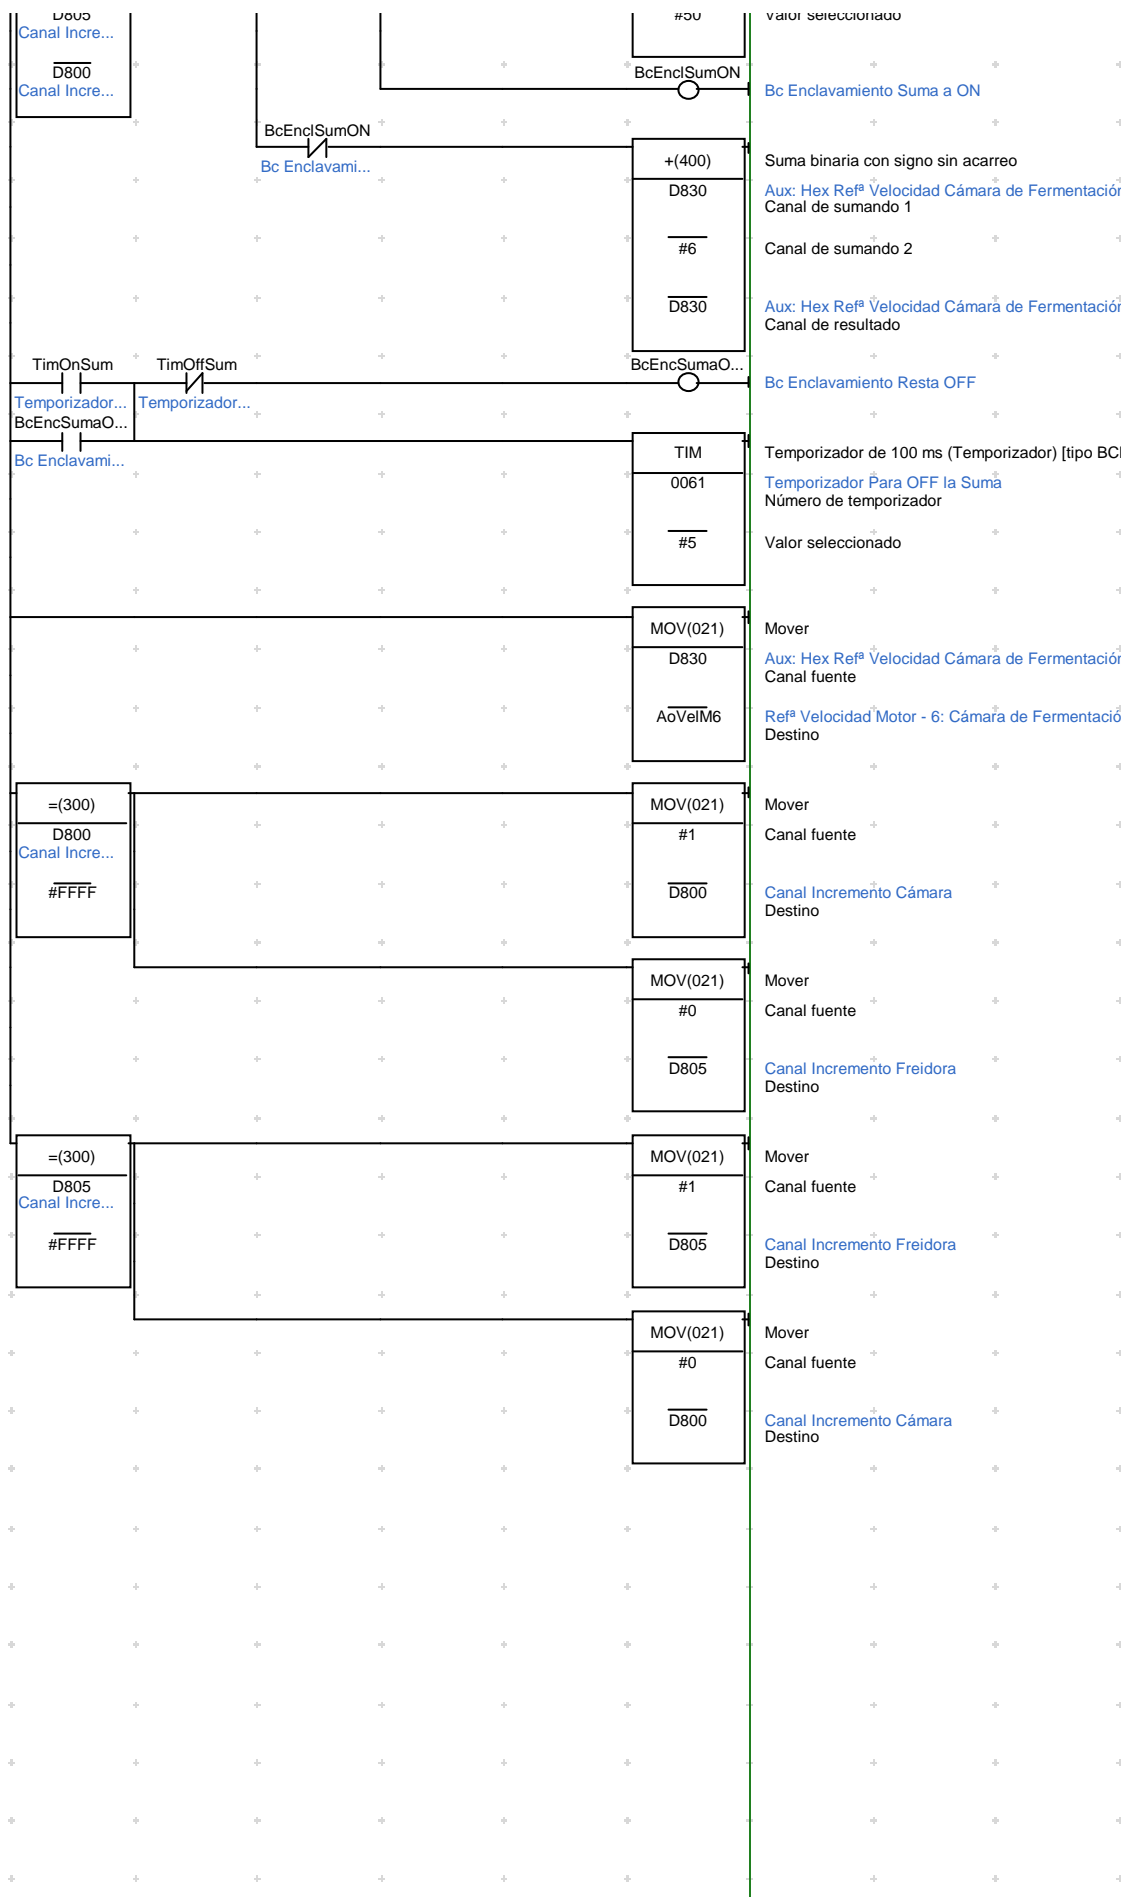 D805
Canal Incre...
D800
Canal Incre...
#50
Valor seleccionado
BcEnclSumON
Bc Enclavamiento Suma a ON
BcEnclSumON
Bc Enclavami...
+(400)
Suma binaria con signo sin acarreo
D830
Aux: Hex Refª Velocidad Cámara de Fermentación
Canal de sumando 1
#6
Canal de sumando 2
D830
Aux: Hex Refª Velocidad Cámara de Fermentación
Canal de resultado
TimOnSum
Temporizador...
TimOffSum
Temporizador...
BcEncSumaO...
Bc Enclavamiento Resta OFF
BcEncSumaO...
Bc Enclavami...
TIM
Temporizador de 100 ms (Temporizador) [tipo BC
0061
Temporizador Para OFF la Suma
Número de temporizador
#5
Valor seleccionado
MOV(021)
Mover
D830
Aux: Hex Refª Velocidad Cámara de Fermentación
Canal fuente
AoVelM6
Refª Velocidad Motor - 6: Cámara de Fermentació
Destino
=(300)
D800
Canal Incre...
#FFFF
MOV(021)
Mover
#1
Canal fuente
D800
Canal Incremento Cámara
Destino
MOV(021)
Mover
#0
Canal fuente
D805
Canal Incremento Freidora
Destino
=(300)
D805
Canal Incre...
#FFFF
MOV(021)
Mover
#1
Canal fuente
D805
Canal Incremento Freidora
Destino
MOV(021)
Mover
#0
Canal fuente
D800
Canal Incremento Cámara
Destino